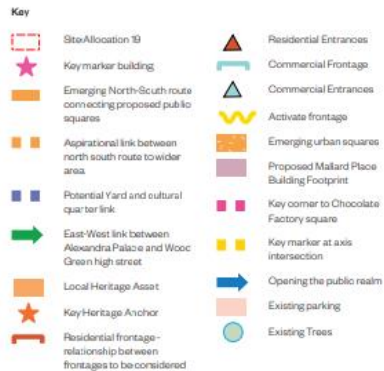 Key
Site Allocation 19
Key marker building
Emerging North-South route
connecting proposed public
squares
Aspirational link between
north south route to wider
area
Potential Yard and cultural
quarter link
East-West link between
Alexandra Palace and Wood
Green high street
Local Heritage Asset
Key Heritage Anchor
Residential frontage -
relationship between
frontages to be considered
Residential Entrances
Commercial Frontage
Commercial Entrances
Activate frontage
Emerging urban squares
Proposed Mallard Place
Building Footprint
Key corner to Chocolate
Factory square
Key marker at axis
intersection
Opening the public realm
Existing parking
Existing Trees